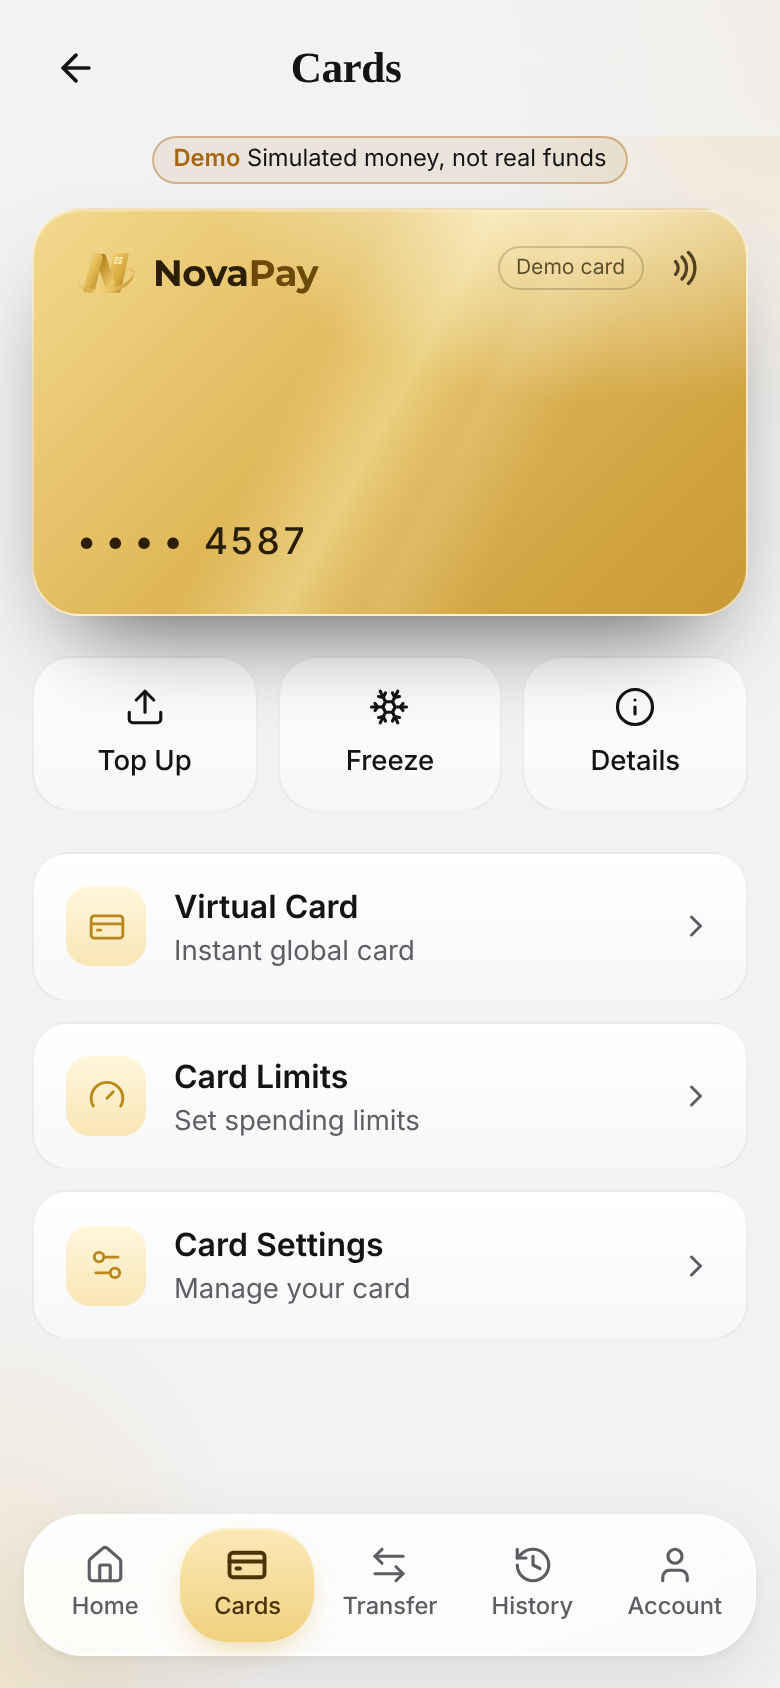 Cards
Demo Simulated money, not real funds
NovaPay
Demo card
•••• 4587
Top Up
Freeze
Details
Virtual Card
Instant global card
Card Limits
Set spending limits
Card Settings
Manage your card
Home
Cards
Transfer
History
Account